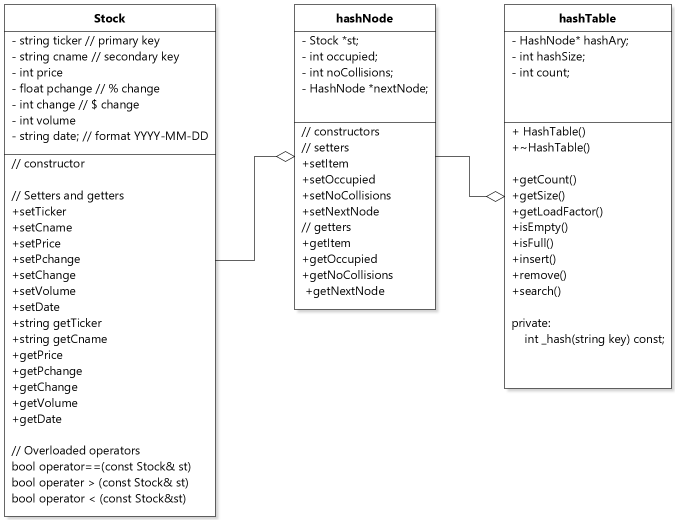 Stock
- string ticker // primary key
- string cname // secondary key
- int price
- float pchange // % change
- int change // $ change
- int volume
- string date; // format YYYY-MM-DD
// constructor
// Setters and getters
+setTicker
+setCname
+setPrice
+setPchange
+setChange
+setVolume
+setDate
+string getTicker
+string getCname
+getPrice
+getPchange
+getChange
+getVolume
+getDate
// Overloaded operators
bool operator==(const Stock& st)
bool operater > (const Stock& st)
bool operator < (const Stock&st)
hashNode
- Stock *st;
- int occupied;
- int noCollisions;
- HashNode *nextNode;
// constructors
// setters
+setItem
+setOccupied
+setNoCollisions
+setNextNode
// getters
+getItem
+getOccupied
+getNoCollisions
+getNextNode
hashTable
- HashNode* hashAry;
- int hashSize;
- int count;
+ HashTable()
+~HashTable()
+getCount()
+getSize()
+getLoadFactor()
+isEmpty()
+isFull()
+insert()
+remove()
+search()
private:
int _hash(string key) const;